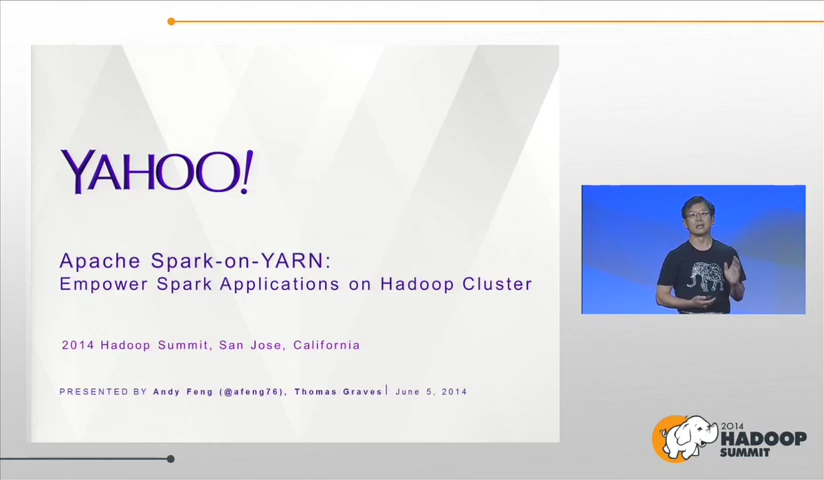 YAHOO!
Apache Spark-on-YARN:
Empower Spark Applications on Hadoop Cluster
2014 Hadoop Summit, San Jose, California
PRESENTED BY Andy Feng (@afeng76), Thomas Graves| June 5, 2014
2014
HADOOP
SUMMIT